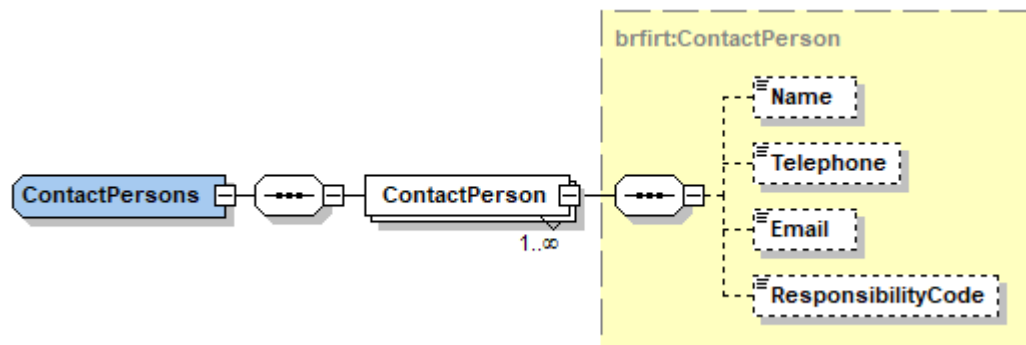 brfirt:ContactPerson
Name
Telephone
ContactPersons
ContactPerson
1..∞
Email
ResponsibilityCode